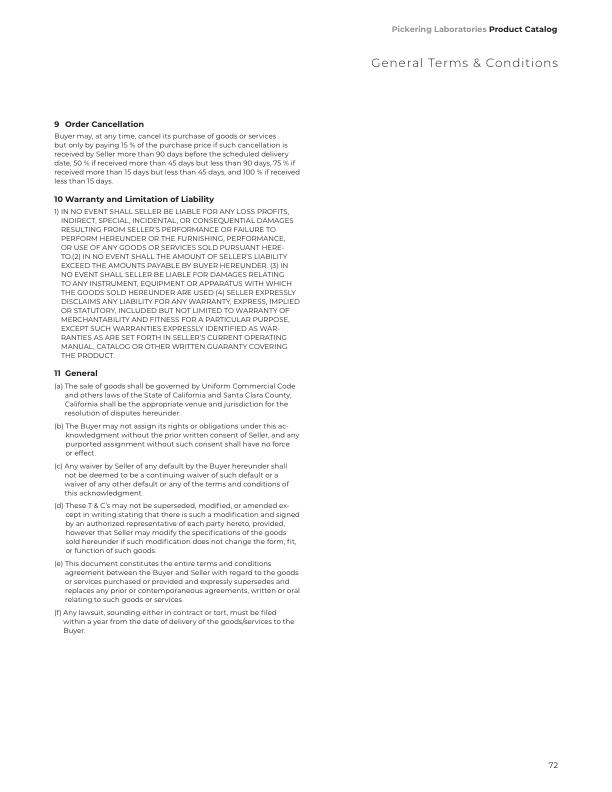 Pickering Laboratories Product Catalog
General Terms & Conditions
9 Order Cancellation
Buyer may, at any time, cancel its purchase of goods or services
but only by paying 15 % of the purchase price if such cancellation is
received by Seller more than 90 days before the scheduled delivery
date, 50 % if received more than 45 days but less than 90 days, 75 % if
received more than 15 days but less than 45 days, and 100 % if received
less than 15 days.
10 Warranty and Limitation of Liability
1) IN NO EVENT SHALL SELLER BE LIABLE FOR ANY LOSS PROFITS,
INDIRECT, SPECIAL, INCIDENTAL, OR CONSEQUENTIAL DAMAGES
RESULTING FROM SELLER'S PERFORMANCE OR FAILURE TO
PERFORM HEREUNDER OR THE FURNISHING, PERFORMANCE,
OR USE OF ANY GOODS OR SERVICES SOLD PURSUANT HERE-
TO.(2) IN NO EVENT SHALL THE AMOUNT OF SELLER'S LIABILITY
EXCEED THE AMOUNTS PAYABLE BY BUYER HEREUNDER. (3) IN
NO EVENT SHALL SELLER BE LIABLE FOR DAMAGES RELATING
TO ANY INSTRUMENT, EQUIPMENT OR APPARATUS WITH WHICH
THE GOODS SOLD HEREUNDER ARE USED (4) SELLER EXPRESSLY
DISCLAIMS ANY LIABILITY FOR ANY WARRANTY, EXPRESS, IMPLIED
OR STATUTORY, INCLUDED BUT NOT LIMITED TO WARRANTY OF
MERCHANTABILITY AND FITNESS FOR A PARTICULAR PURPOSE,
EXCEPT SUCH WARRANTIES EXPRESSLY IDENTIFIED AS WAR-
RANTIES AS ARE SET FORTH IN SELLER'S CURRENT OPERATING
MANUAL, CATALOG OR OTHER WRITTEN GUARANTY COVERING
THE PRODUCT.
11 General
(a) The sale of goods shall be governed by Uniform Commercial Code
and others laws of the State of California and Santa Clara County,
California shall be the appropriate venue and jurisdiction for the
resolution of disputes hereunder.
(b) The Buyer may not assign its rights or obligations under this ac-
knowledgment without the prior written consent of Seller, and any
purported assignment without such consent shall have no force
or effect.
(c) Any waiver by Seller of any default by the Buyer hereunder shall
not be deemed to be a continuing waiver of such default or a
waiver of any other default or any of the terms and conditions of
this acknowledgment.
(d) These T & C's may not be superseded, modified, or amended ex-
cept in writing stating that there is such a modification and signed
by an authorized representative of each party hereto, provided,
however that Seller may modify the specifications of the goods
sold hereunder if such modification does not change the form, fit,
or function of such goods.
(e) This document constitutes the entire terms and conditions
agreement between the Buyer and Seller with regard to the goods
or services purchased or provided and expressly supersedes and
replaces any prior or contemporaneous agreements, written or oral
relating to such goods or services.
(f) Any lawsuit, sounding either in contract or tort, must be filed
within a year from the date of delivery of the goods/services to the
Buyer.
72